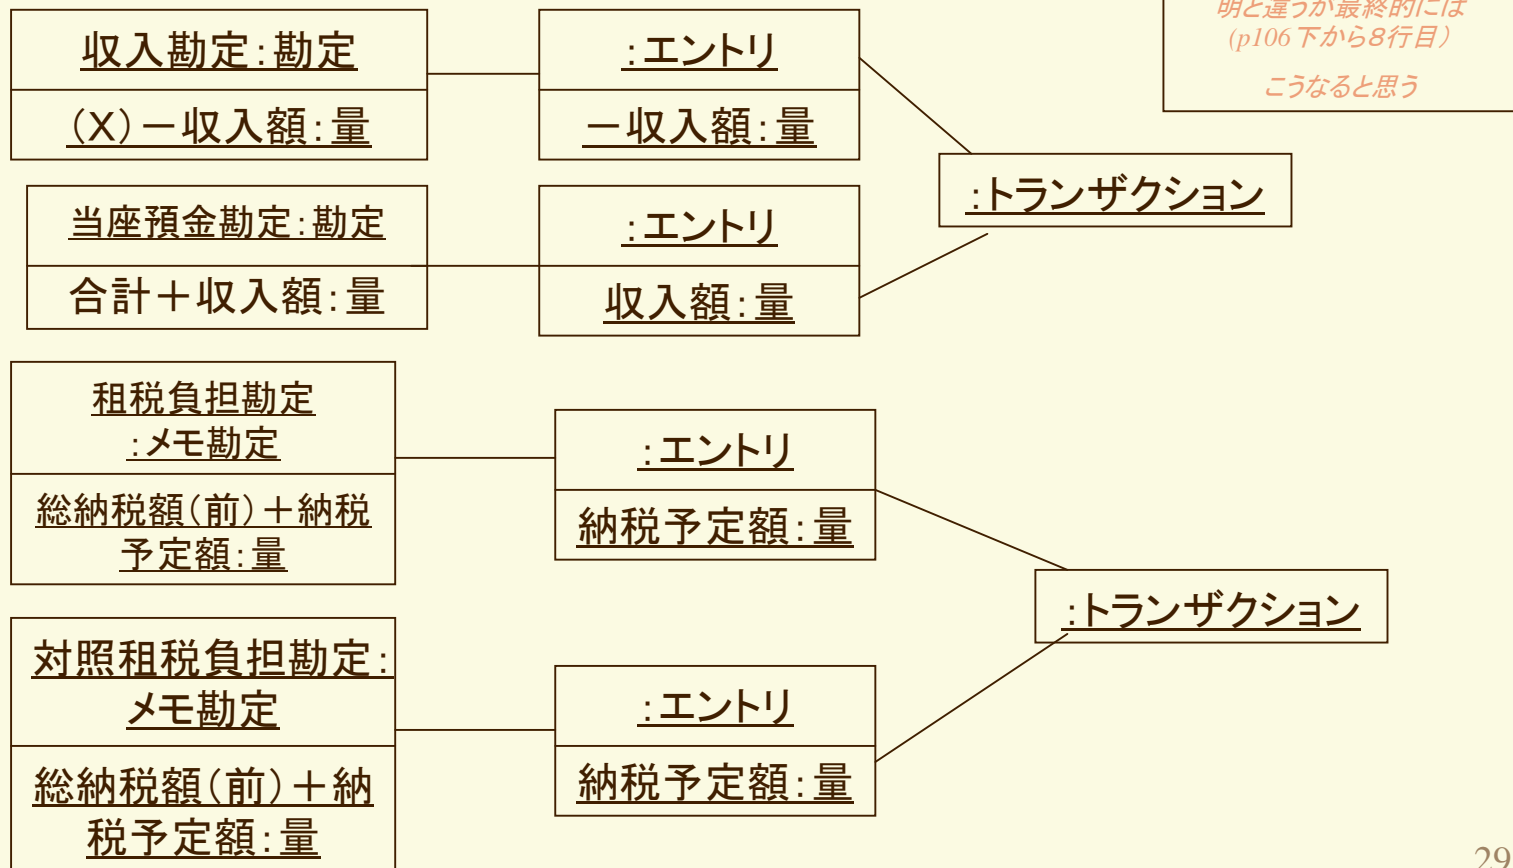 明と違うが最終的には
(p106下から8行目）
こうなると思う
収入勘定：勘定
（X）－収入額：量
：エントリ
－収入額：量
：トランザクション
当座預金勘定：勘定
合計＋収入額：量
：エントリ
収入額：量
租税負担勘定
：メモ勘定
総納税額（前）＋納税
予定額：量
：エントリ
納税予定額：量
：トランザクション
対照租税負担勘定：
メモ勘定
総納税額（前）＋納
税予定額：量
：エントリ
納税予定額：量
29